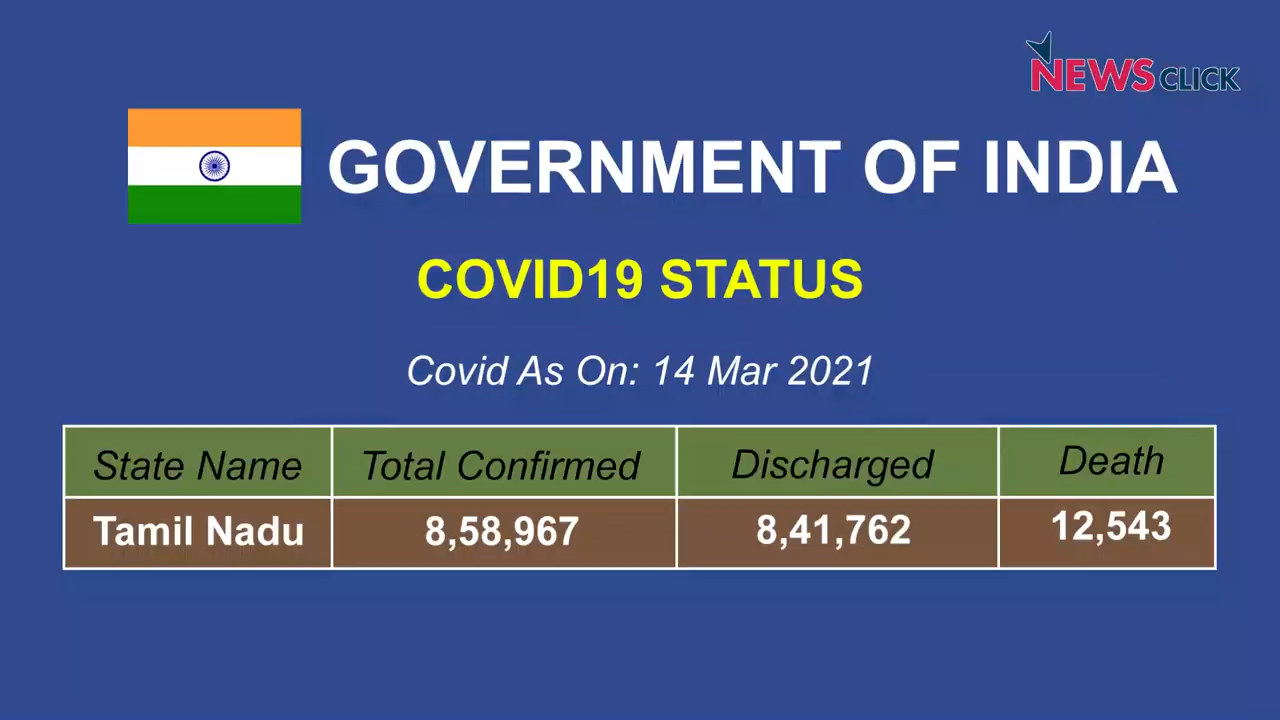 NEWSCLICK
GOVERNMENT OF INDIA
COVID19 STATUS
Covid As On: 14 Mar 2021
State Name Total Confirmed Discharged Death
Tamil Nadu 8,58,967 8,41,762 12,543